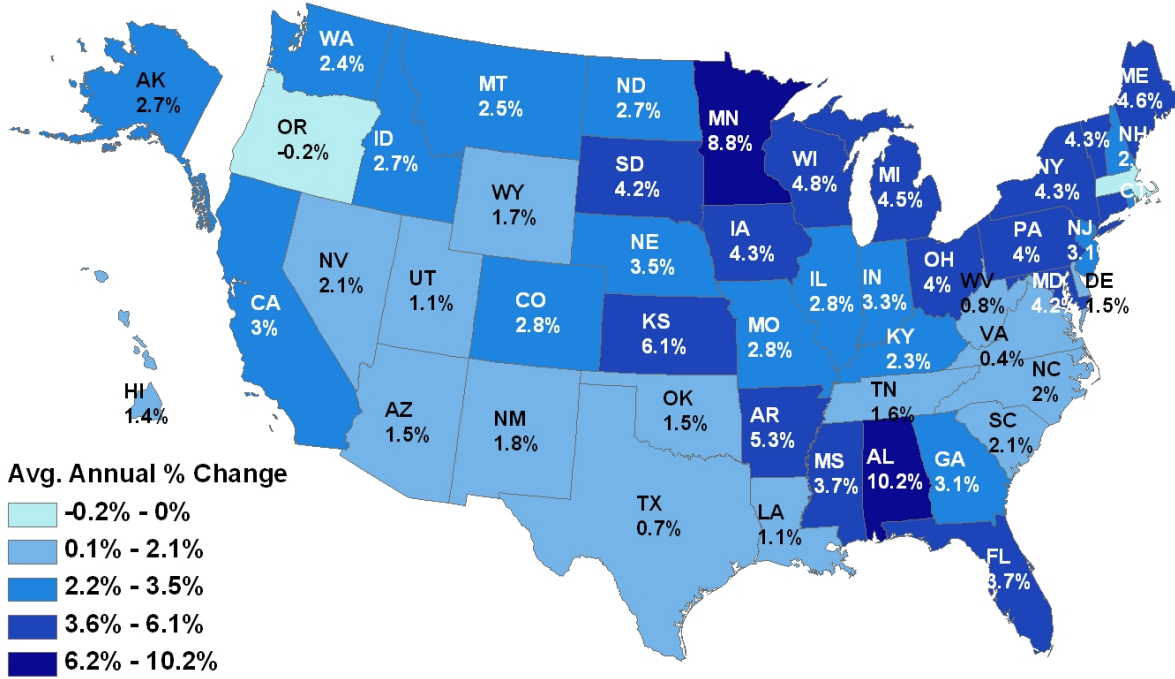 WA
2.4%
AK
2.7%
MT
2.5%
ND
2.7%
MN
8.8%
ME
4.6%
OR
-0.2%
ID
2.7%
SD
4.2%
WI
4.8%
MI
4.5%
4.3%
NH
2.
NY
4.3%
CT
WY
1.7%
IA
4.3%
PA
4%
NJ
3.1%
NE
3.5%
NV
2.1%
UT
1.1%
CO
2.8%
IL
2.8%
IN
3.3%
OH
4%
WV
0.8%
MD
4.2%
DE
1.5%
CA
3%
KS
6.1%
MO
2.8%
KY
2.3%
VA
0.4%
NC
2%
HI
1.4%
AZ
1.5%
NM
1.8%
OK
1.5%
AR
5.3%
TN
1.6%
SC
2.1%
MS
3.7%
AL
10.2%
GA
3.1%
TX
0.7%
LA
1.1%
FL
3.7%
Avg. Annual % Change
-0.2% - 0%
0.1% - 2.1%
2.2% - 3.5%
3.6% - 6.1%
6.2% - 10.2%